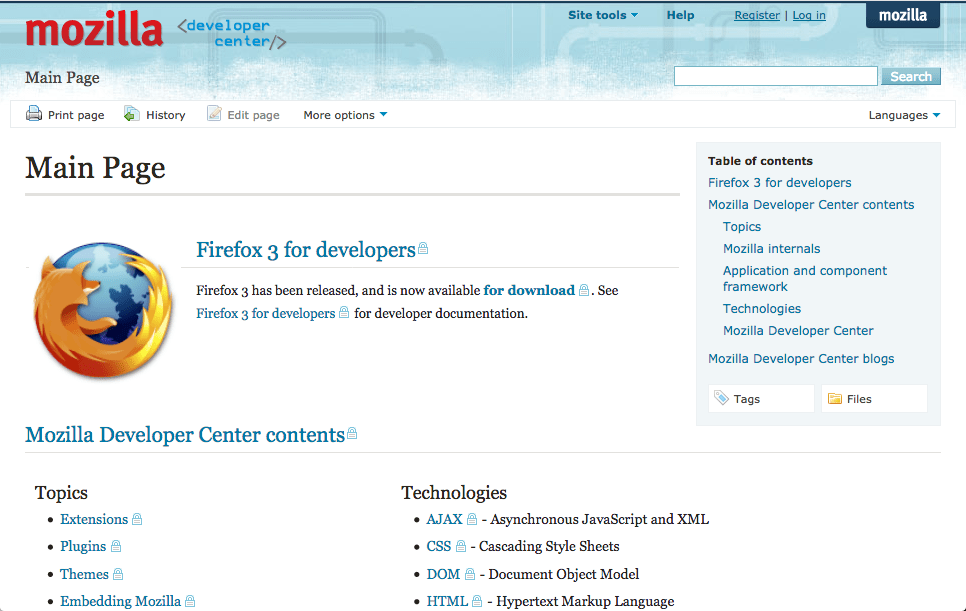 mozilla <developer center/>
Site tools Help Register | Log in mozilla
Main Page
Search
Print page History Edit page More options Languages
Main Page
Table of contents
Firefox 3 for developers
Mozilla Developer Center contents
Topics
Mozilla internals
Application and component
framework
Technologies
Mozilla Developer Center
Mozilla Developer Center blogs
Tags Files
Firefox 3 for developers
Firefox 3 has been released, and is now available for download . See
Firefox 3 for developers for developer documentation.
Mozilla Developer Center contents
Topics
Extensions
Plugins
Themes
Embedding Mozilla
Technologies
AJAX - Asynchronous JavaScript and XML
CSS - Cascading Style Sheets
DOM - Document Object Model
HTML - Hypertext Markup Language